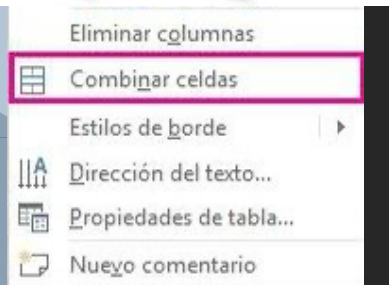 Eliminar columnas
Combinar celdas
Estilos de borde
Dirección del texto...
Propiedades de tabla...
Nuevo comentario